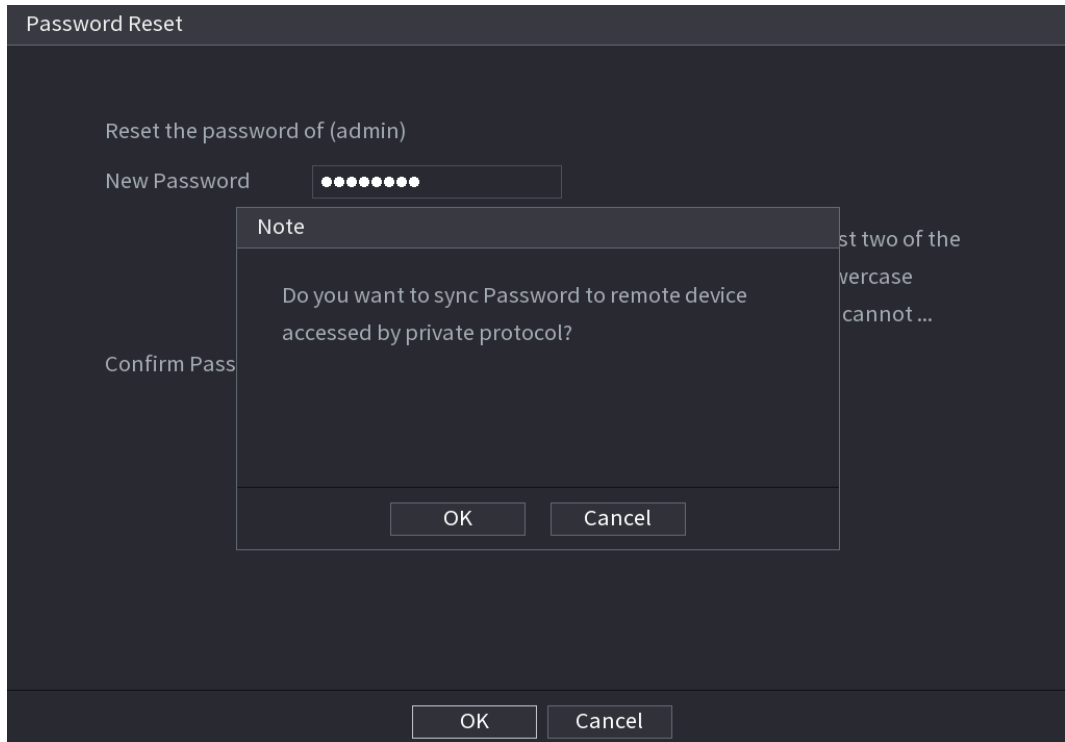 Password Reset
Reset the password of (admin)
New Password ●●●●●●●●
Note
st two of the
Do you want to sync Password to remote device
accessed by private protocol?
wercase
cannot ...
Confirm Pass
OK Cancel
OK Cancel